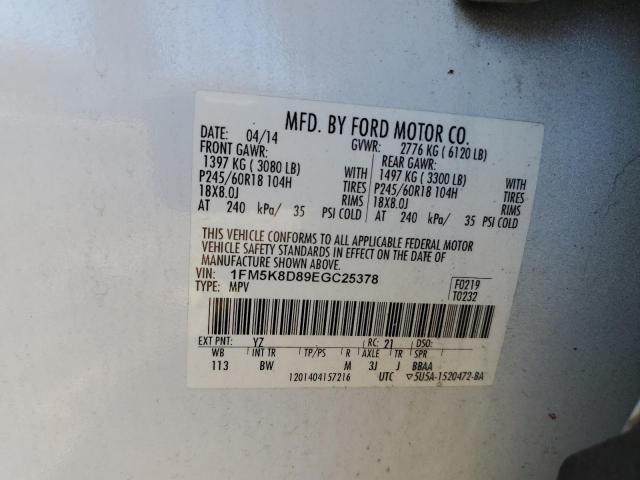 MFD. BY FORD MOTOR CO.
DATE: 04/14 GVWR: 2776 KG ( 6120 LB)
FRONT GAWR: REAR GAWR:
1397 KG ( 3080 LB) WITH 1497 KG ( 3300 LB) WITH
P245/60R18 104H TIRES P245/60R18 104H TIRES
18X8.0J RIMS 18X8.0J RIMS
AT 240 kPa/ 35 PSI COLD AT 240 kPa/ 35 PSI COLD
THIS VEHICLE CONFORMS TO ALL APPLICABLE FEDERAL MOTOR
VEHICLE SAFETY STANDARDS IN EFFECT ON THE DATE OF
MANUFACTURE SHOWN ABOVE.
VIN: 1FM5K8D89EGC25378 F0219
TYPE: MPV T0232
EXT PNT: YZ RC: 21 DSO:
WB INT TR TP/PS R AXLE TR SPR
113 BW M 3J J BBAA
1201404157216 UTC ▽5U5A-1520472-BA